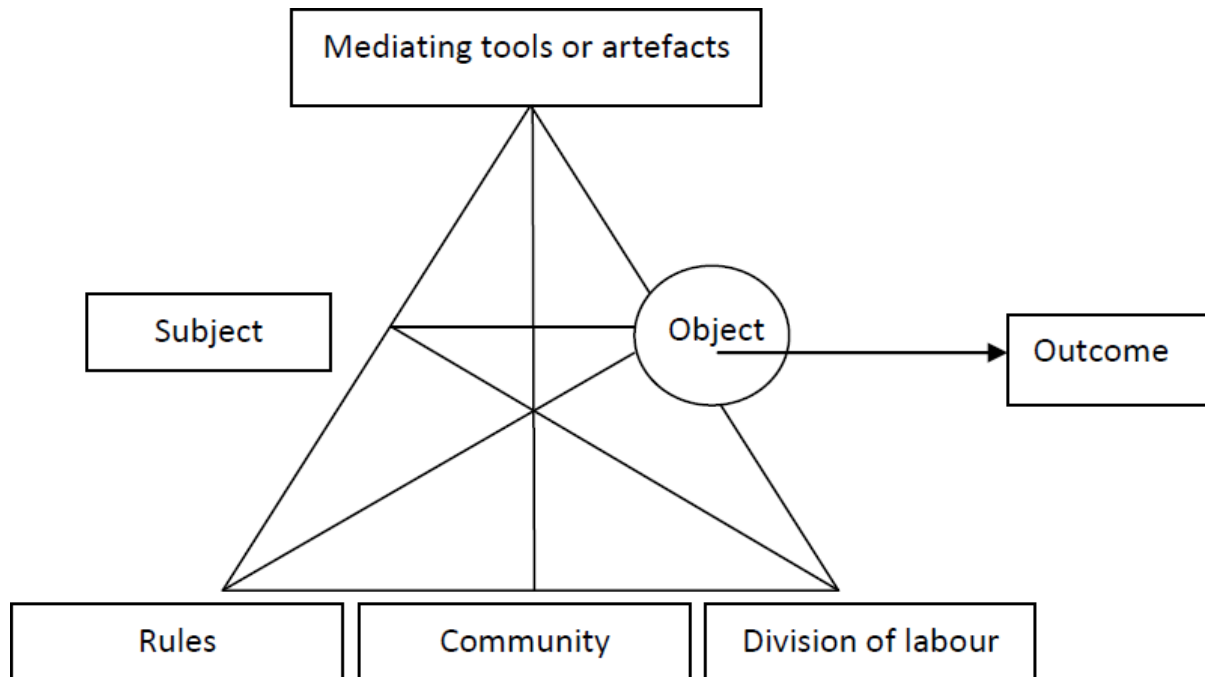 Mediating tools or artefacts
Subject
Object
Outcome
Rules
Community
Division of labour